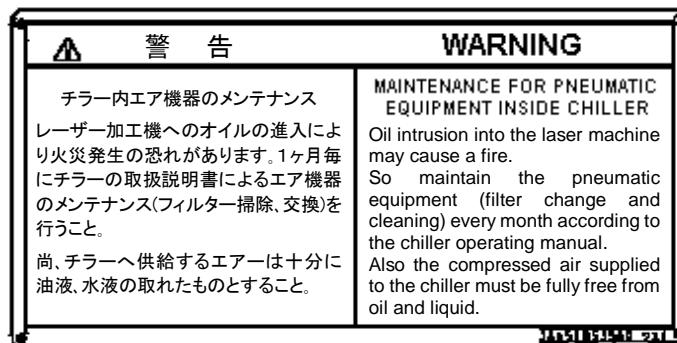 警 告
チラー内エア機器のメンテナンス
レーザー加工機へのオイルの進入によ
り火災発生の恐れがあります。1ヶ月毎
にチラーの取扱説明書によるエア機器
のメンテナンス(フィルター掃除、交換)を
行うこと。
尚、チラーへ供給するエアーは十分に
油液、水液の取れたものとすること。
WARNING
MAINTENANCE FOR PNEUMATIC
EQUIPMENT INSIDE CHILLER
Oil intrusion into the laser machine
may cause a fire.
So maintain the pneumatic
equipment (filter change and
cleaning) every month according to
the chiller operating manual.
Also the compressed air supplied
to the chiller must be fully free from
oil and liquid.